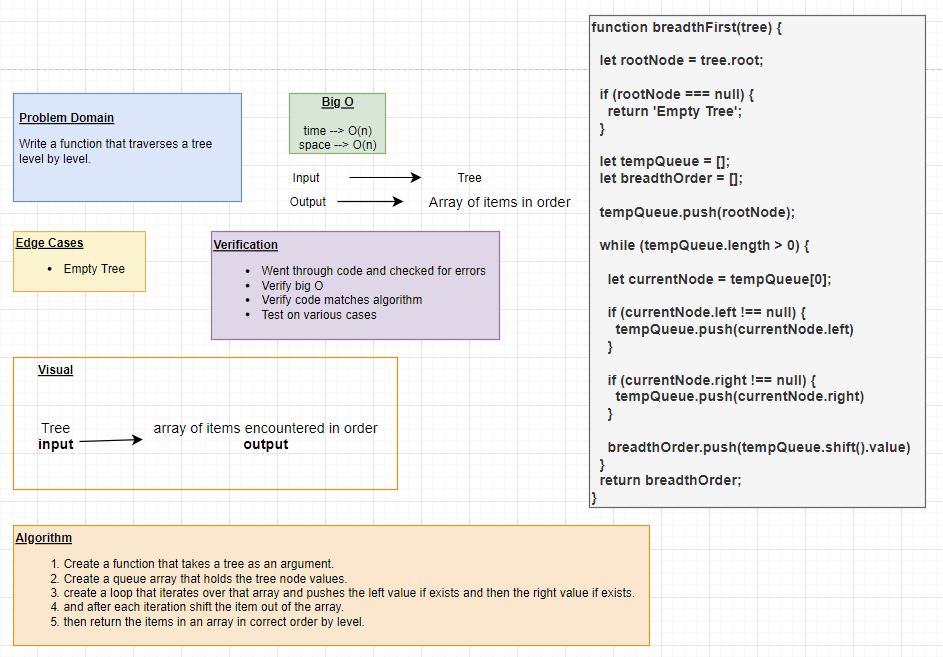 Problem Domain
Write a function that traverses a tree
level by level.
Big O
time --> O(n)
space --> O(n)
Input
Tree
Output
Array of items in order
Edge Cases
• Empty Tree
Verification
• Went through code and checked for errors
• Verify big O
• Verify code matches algorithm
• Test on various cases
Visual
Tree
input
array of items encountered in order
output
Algorithm
1. Create a function that takes a tree as an argument.
2. Create a queue array that holds the tree node values.
3. create a loop that iterates over that array and pushes the left value if exists and then the right value if exists.
4. and after each iteration shift the item out of the array.
5. then return the items in an array in correct order by level.
function breadthFirst(tree) {
let rootNode = tree.root;
if (rootNode === null) {
return 'Empty Tree';
}
let tempQueue = [];
let breadthOrder = [];
tempQueue.push(rootNode);
while (tempQueue.length > 0) {
let currentNode = tempQueue[0];
if (currentNode.left !== null) {
tempQueue.push(currentNode.left)
}
if (currentNode.right !== null) {
tempQueue.push(currentNode.right)
}
breadthOrder.push(tempQueue.shift().value)
}
return breadthOrder;
}